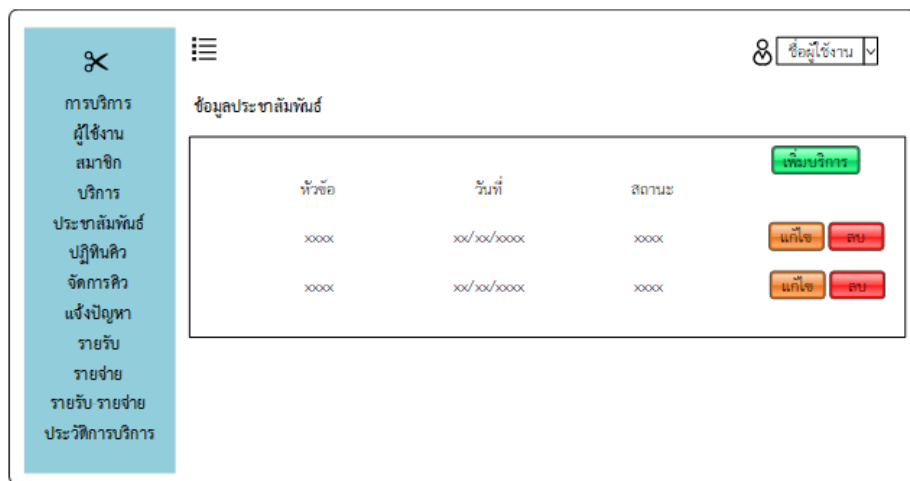 ชื่อผู้ใช้งาน
การบริการ
ผู้ใช้งาน
สมาชิก
บริการ
ประชาสัมพันธ์
ปฏิทินคิว
จัดการคิว
แจ้งปัญหา
รายรับ
รายจ่าย
รายรับ รายจ่าย
ประวัติการบริการ
ข้อมูลประชาสัมพันธ์
เพิ่มบริการ
หัวข้อ วันที่ สถานะ
xxxx xx/xx/xxxx xxxx แก้ไข ลบ
xxxx xx/xx/xxxx xxxx แก้ไข ลบ